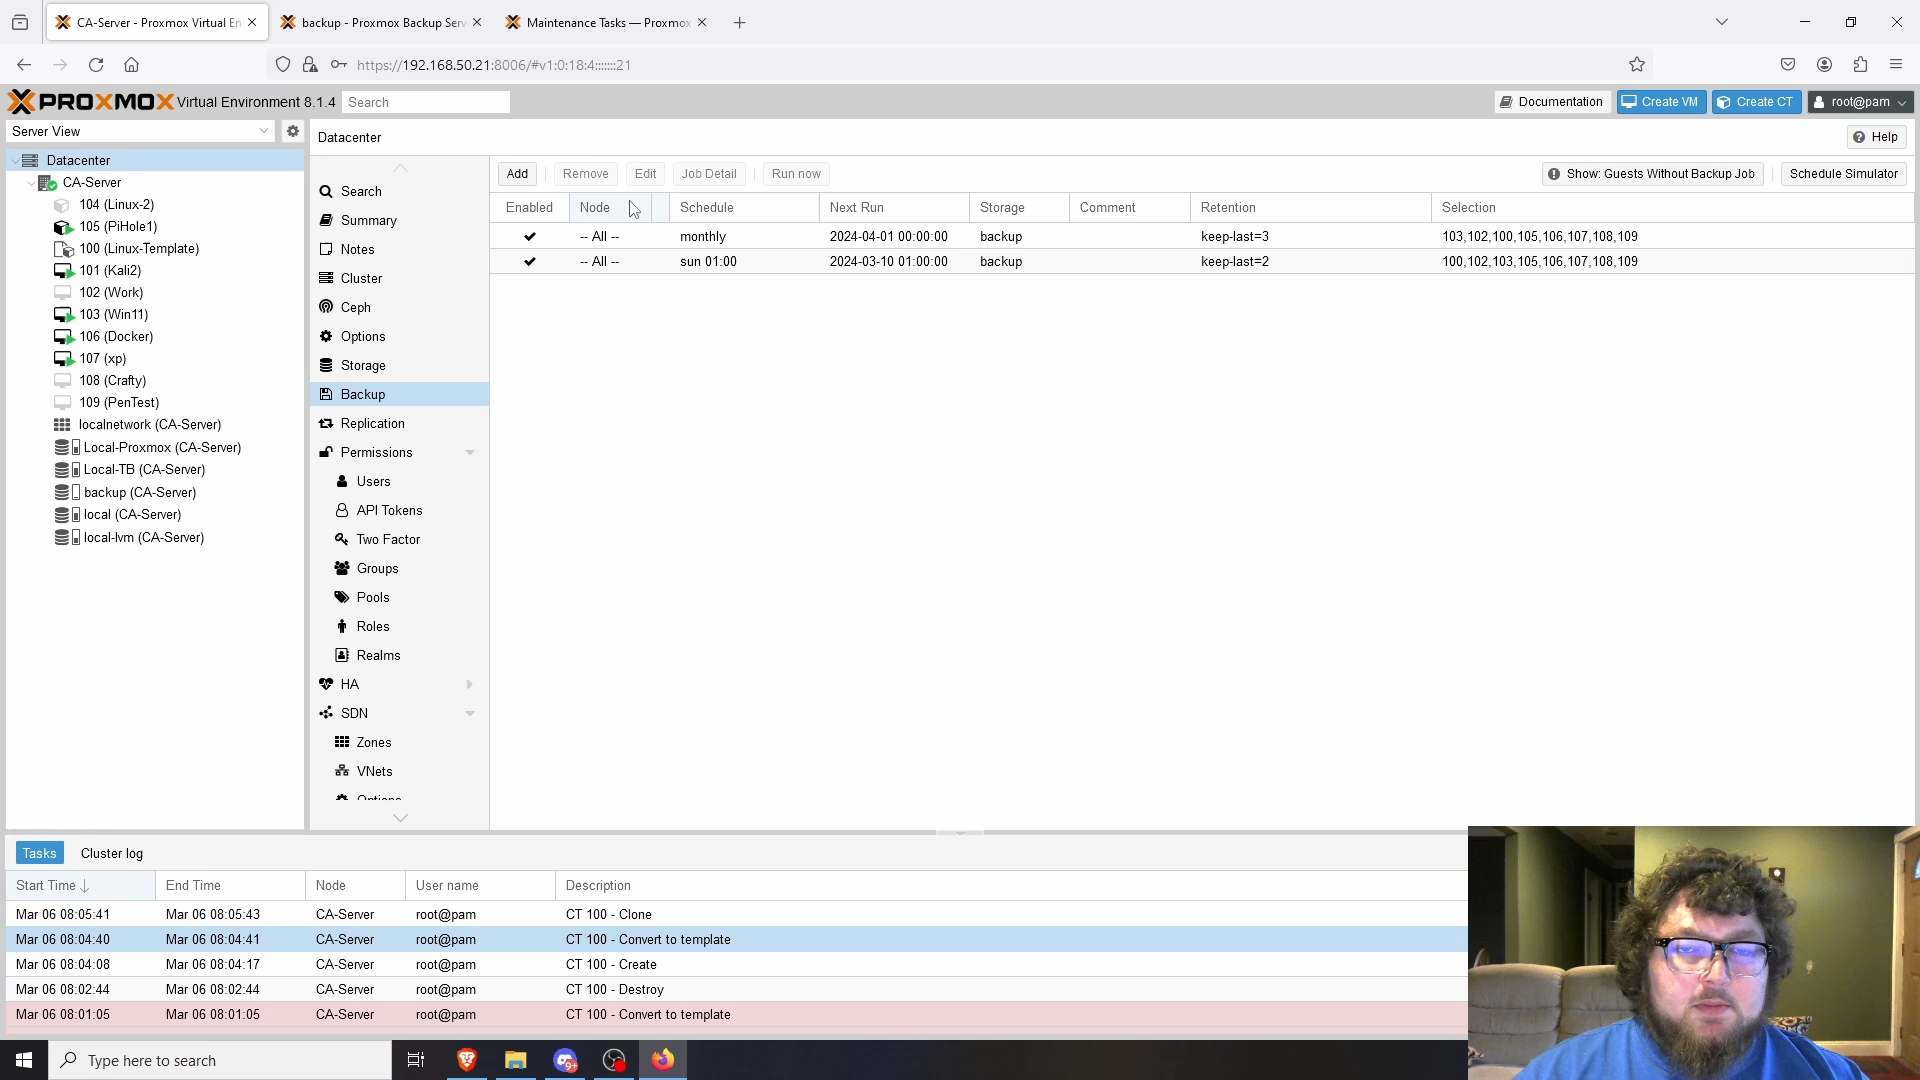 CA-Server - Proxmox Virtual En
backup - Proxmox Backup Serv
Maintenance Tasks — Proxmox
https://192.168.50.21:8006/#v1:0:18:4:::::::21
PROXMOX Virtual Environment 8.1.4
Search
Documentation
Create VM
Create CT
root@pam
Server View
Datacenter
Help
Datacenter
CA-Server
104 (Linux-2)
105 (PiHole1)
100 (Linux-Template)
101 (Kali2)
102 (Work)
103 (Win11)
106 (Docker)
107 (xp)
108 (Crafty)
109 (PenTest)
localnetwork (CA-Server)
Local-Proxmox (CA-Server)
Local-TB (CA-Server)
backup (CA-Server)
local (CA-Server)
local-lvm (CA-Server)
Search
Summary
Notes
Cluster
Ceph
Options
Storage
Backup
Replication
Permissions
Users
API Tokens
Two Factor
Groups
Pools
Roles
Realms
HA
SDN
Zones
VNets
Options
Add Remove Edit Job Detail Run now Show: Guests Without Backup Job Schedule Simulator
Enabled Node Schedule Next Run Storage Comment Retention Selection
-- All -- monthly 2024-04-01 00:00:00 backup keep-last=3 103,102,100,105,106,107,108,109
-- All -- sun 01:00 2024-03-10 01:00:00 backup keep-last=2 100,102,103,105,106,107,108,109
Tasks Cluster log
Start Time End Time Node User name Description
Mar 06 08:05:41 Mar 06 08:05:43 CA-Server root@pam CT 100 - Clone
Mar 06 08:04:40 Mar 06 08:04:41 CA-Server root@pam CT 100 - Convert to template
Mar 06 08:04:08 Mar 06 08:04:17 CA-Server root@pam CT 100 - Create
Mar 06 08:02:44 Mar 06 08:02:44 CA-Server root@pam CT 100 - Destroy
Mar 06 08:01:05 Mar 06 08:01:05 CA-Server root@pam CT 100 - Convert to template
Type here to search
9+